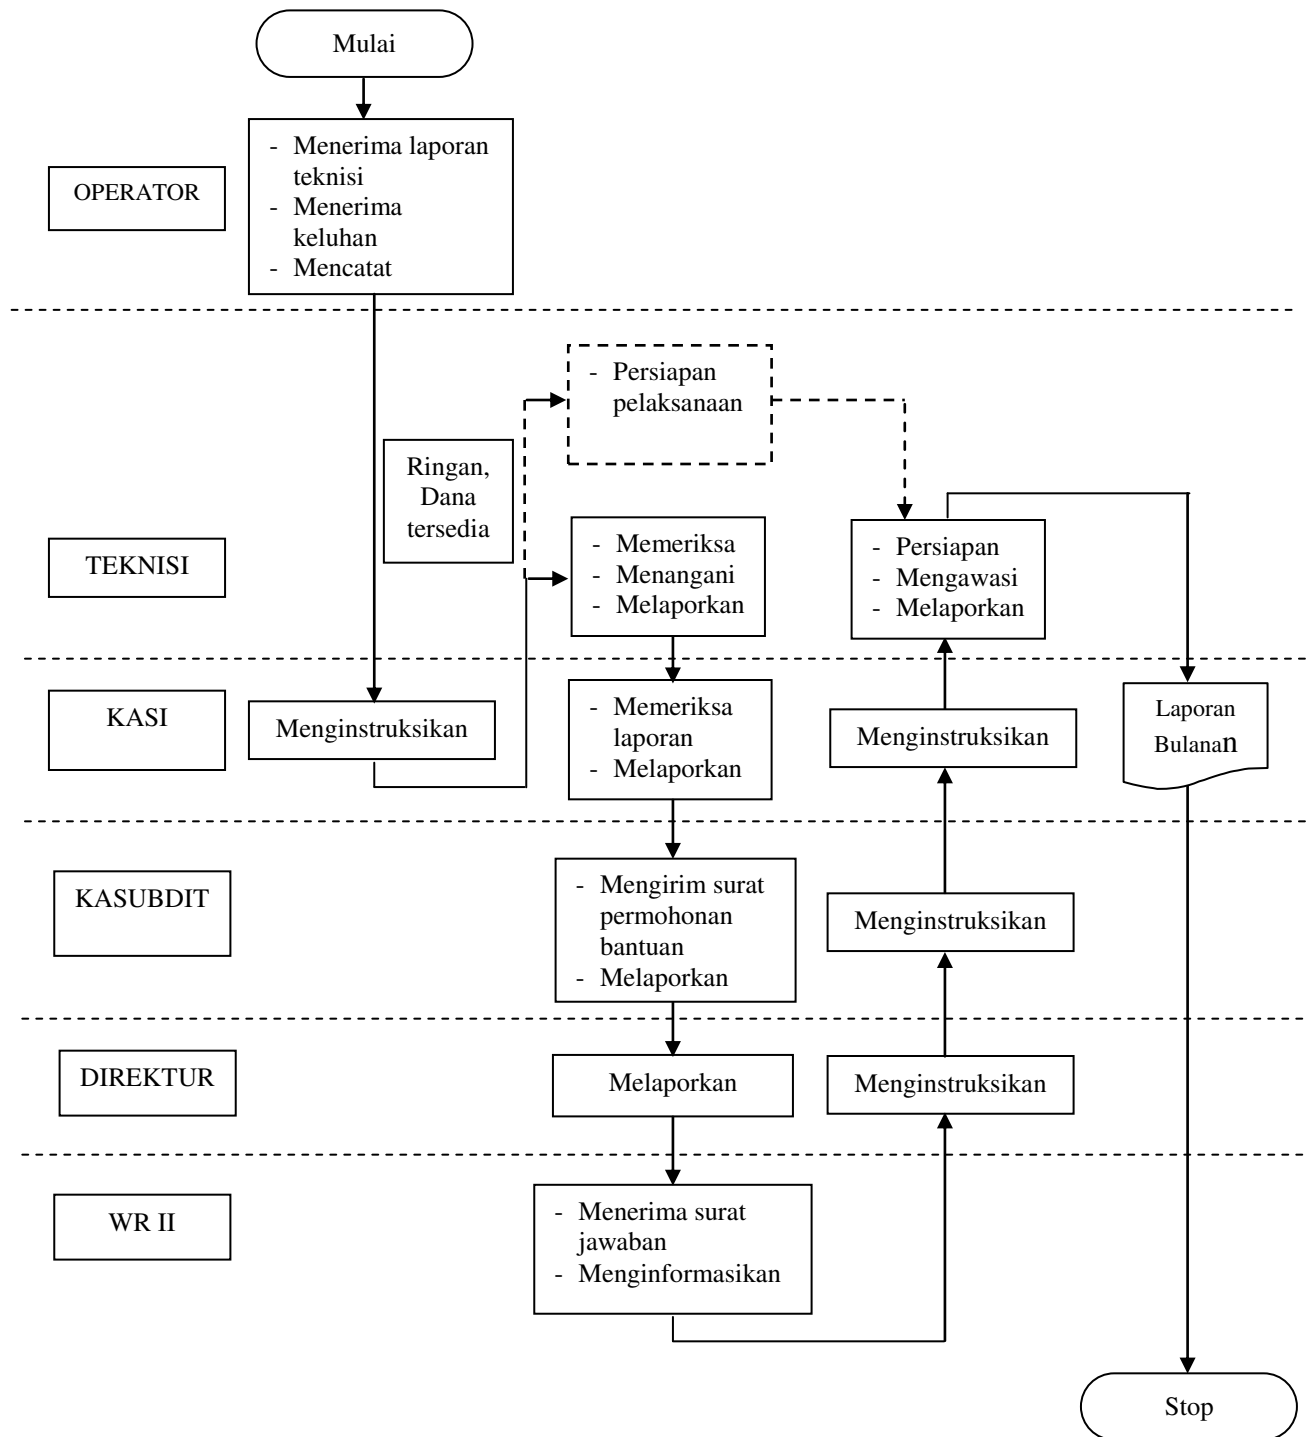 Mulai
OPERATOR
- Menerima laporan
teknisi
- Menerima
keluhan
- Mencatat
- Persiapan
pelaksanaan
Ringan,
Dana
tersedia
TEKNISI
- Memeriksa
- Menangani
- Melaporkan
- Persiapan
- Mengawasi
- Melaporkan
KASI
Menginstruksikan
- Memeriksa
laporan
- Melaporkan
Menginstruksikan
Laporan
Bulanan
KASUBDIT
- Mengirim surat
permohonan
bantuan
- Melaporkan
Menginstruksikan
DIREKTUR
Melaporkan
Menginstruksikan
WR II
- Menerima surat
jawaban
- Menginformasikan
Stop